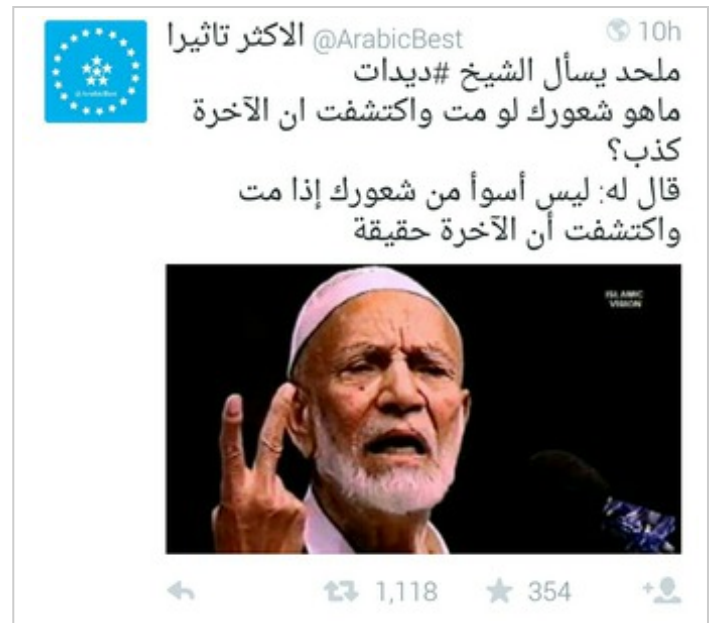 الاكثر تاثيرا @ArabicBest 10h
ملحد يسأل الشيخ #ديدات
ماهو شعورك لو مت واكتشفت ان الآخرة
كذب؟
قال له: ليس أسوأ من شعورك إذا مت
واكتشفت أن الآخرة حقيقة
@ArabicBest
ISLAMIC
VISION
1,118 354